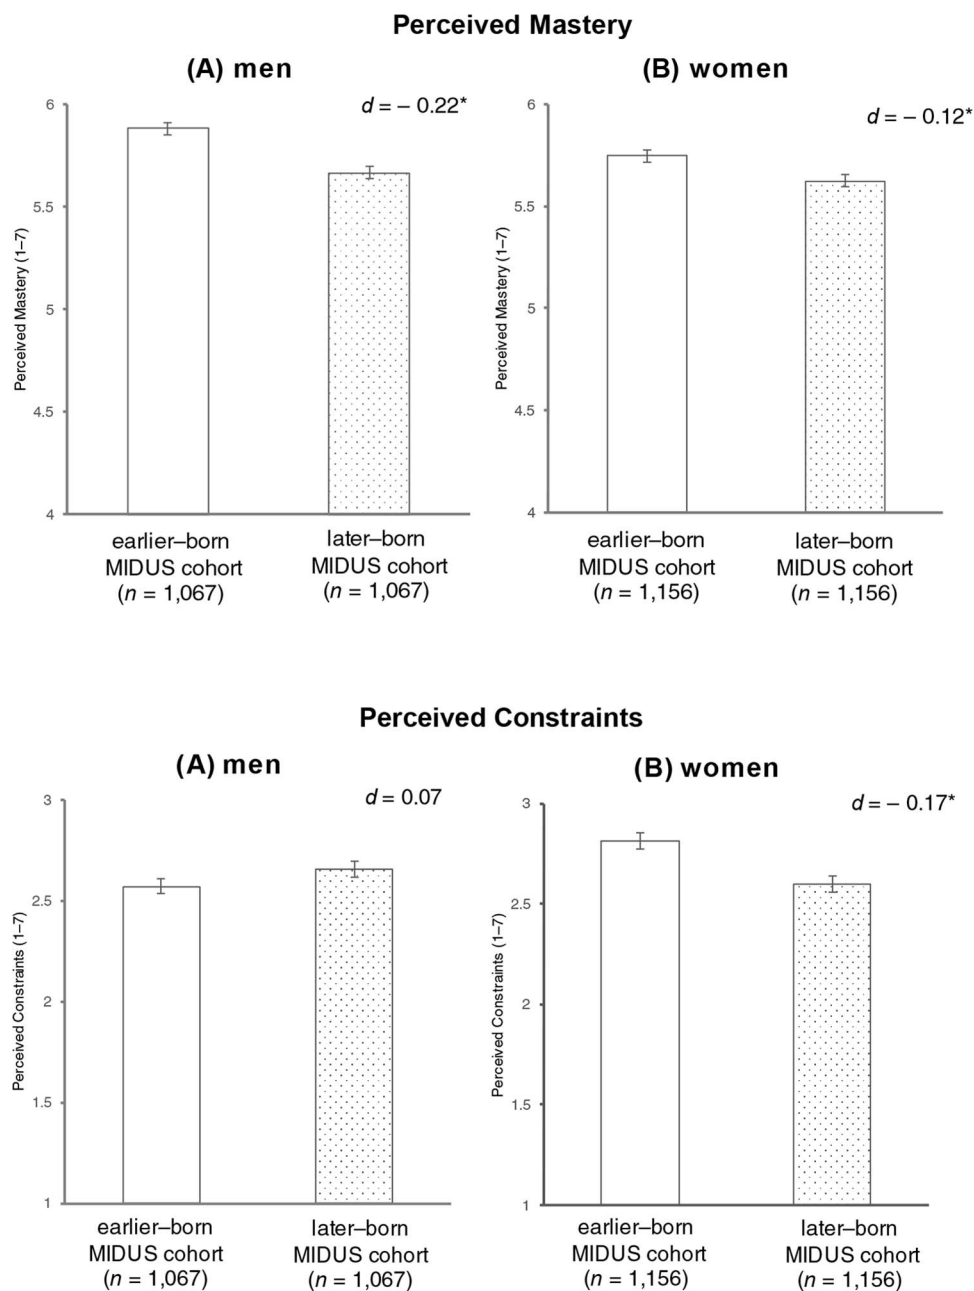 Perceived Mastery
(A) men
d = – 0.22*
6
5.5
5
4.5
4
Perceived Mastery (1–7)
earlier–born
MIDUS cohort
(n = 1,067)
later–born
MIDUS cohort
(n = 1,067)
(B) women
d = – 0.12*
6
5.5
5
4.5
4
Perceived Mastery (1–7)
earlier–born
MIDUS cohort
(n = 1,156)
later–born
MIDUS cohort
(n = 1,156)
Perceived Constraints
(A) men
d = 0.07
3
2.5
2
1.5
1
Perceived Constraints (1–7)
earlier–born
MIDUS cohort
(n = 1,067)
later–born
MIDUS cohort
(n = 1,067)
(B) women
d = – 0.17*
3
2.5
2
1.5
1
Perceived Constraints (1–7)
earlier–born
MIDUS cohort
(n = 1,156)
later–born
MIDUS cohort
(n = 1,156)